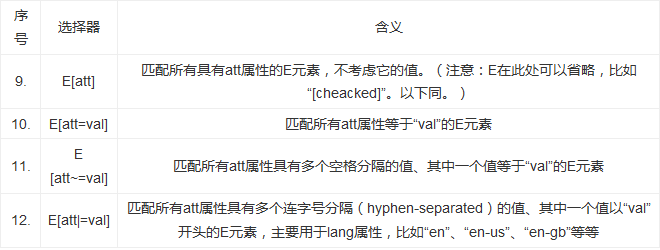 序号 选择器 含义
9. E[att] 匹配所有具有att属性的E元素，不考虑它的值。（注意：E在此处可以省略，比如
“[cheacked]”。以下同。）
10. E[att=val] 匹配所有att属性等于“val”的E元素
11. E
[att~=val] 匹配所有att属性具有多个空格分隔的值、其中一个值等于“val”的E元素
12. E[att|=val] 匹配所有att属性具有多个连字号分隔（hyphen-separated）的值、其中一个值以“val”
开头的E元素，主要用于lang属性，比如“en”、“en-us”、“en-gb”等等